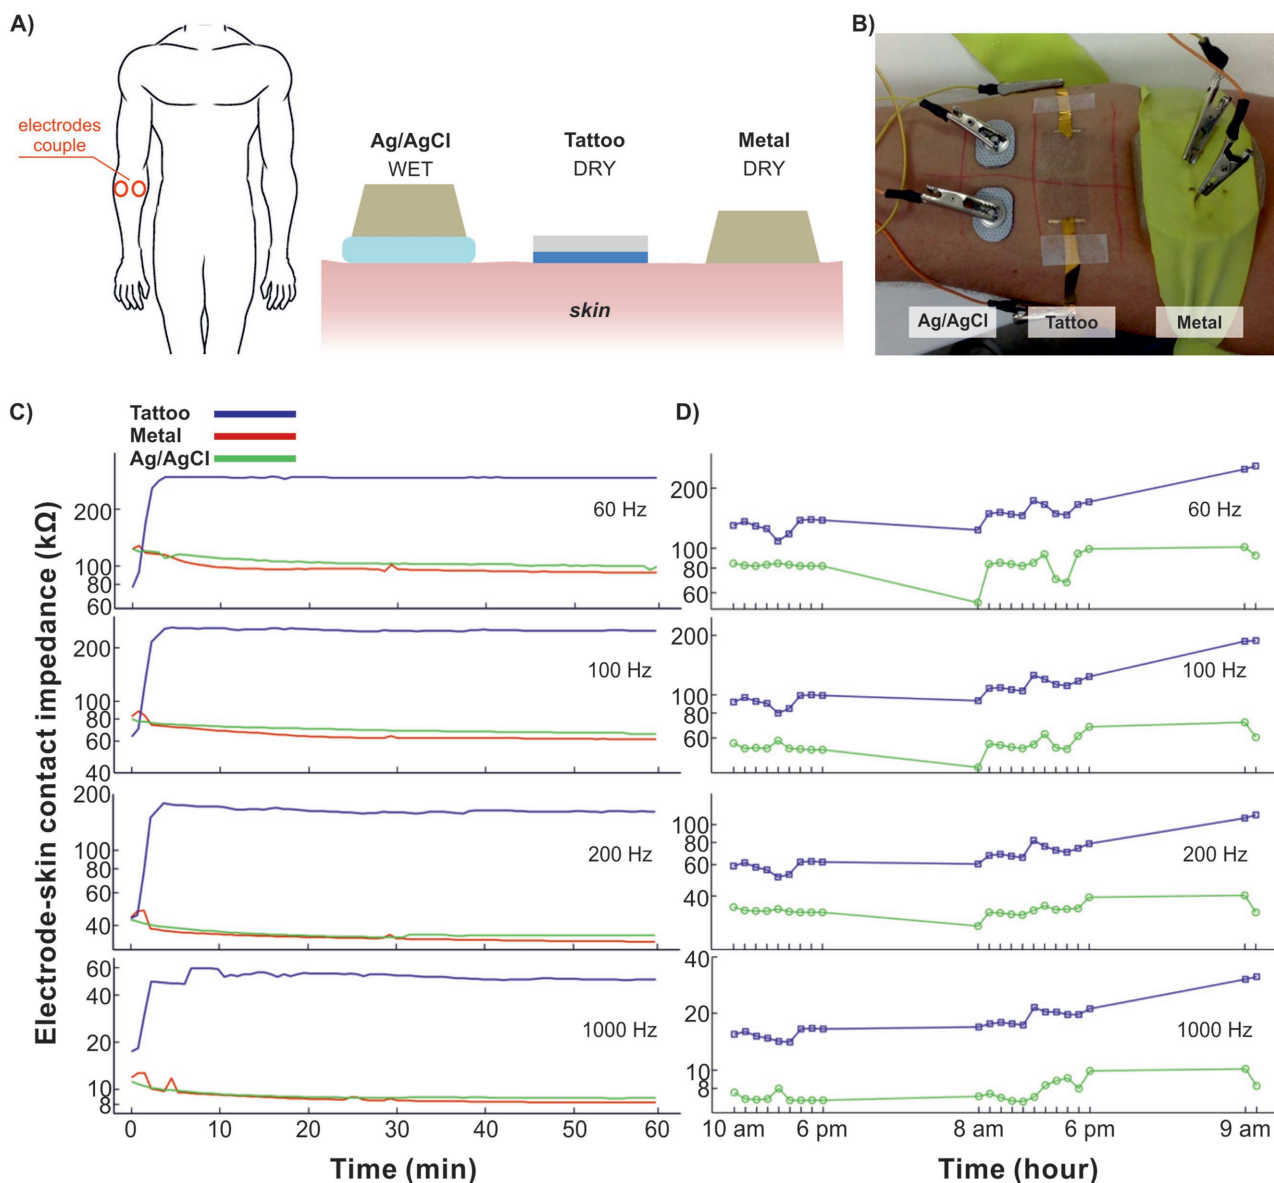 A)
electrodes
couple
Ag/AgCl
WET
Tattoo
DRY
Metal
DRY
skin
B)
Ag/AgCl
Tattoo
Metal
C)
Tattoo
Metal
Ag/AgCl
Electrode-skin contact impedance (kΩ)
200
100
80
60
60 Hz
200
100
80
60
40
100 Hz
200
100
80
60
40
200 Hz
60
40
20
10
8
1000 Hz
0 10 20 30 40 50 60
Time (min)
D)
200
100
80
60
60 Hz
200
100
80
60
100 Hz
100
80
60
40
200 Hz
40
20
10
8
1000 Hz
10 am 6 pm 8 am 6 pm 9 am
Time (hour)